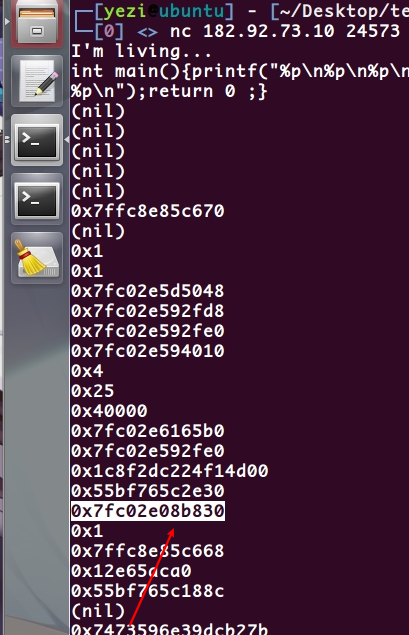 ┌─[yezi@ubuntu] - [~/Desktop/te
└─[0] <> nc 182.92.73.10 24573
I'm living...
int main(){printf("%p\n%p\n%p\n
%p\n");return 0 ;}
(nil)
(nil)
(nil)
(nil)
(nil)
0x7ffc8e85c670
(nil)
0x1
0x1
0x7fc02e5d5048
0x7fc02e592fd8
0x7fc02e592fe0
0x7fc02e594010
0x4
0x25
0x40000
0x7fc02e6165b0
0x7fc02e592fe0
0x1c8f2dc224f14d00
0x55bf765c2e30
0x7fc02e08b830
0x1
0x7ffc8e85c668
0x12e65aca0
0x55bf765c188c
(nil)
0x7473596e39dcb27b